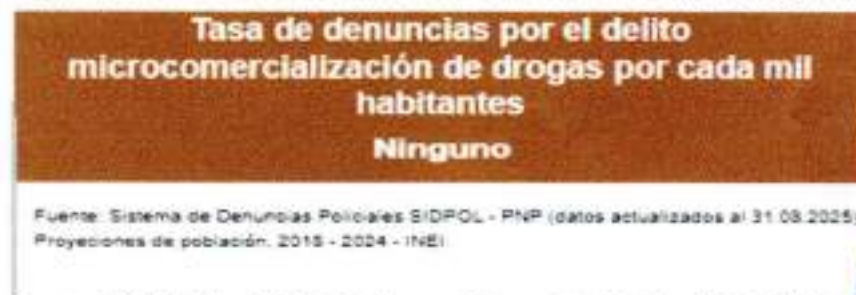 Tasa de denuncias por el delito
microcomercialización de drogas por cada mil
habitantes
Ninguno
Fuente: Sistema de Denuncias Policiales SIDPOL - PNP (datos actualizados al 31.08.2025)
Proyeciones de población, 2018 - 2024 - INEI